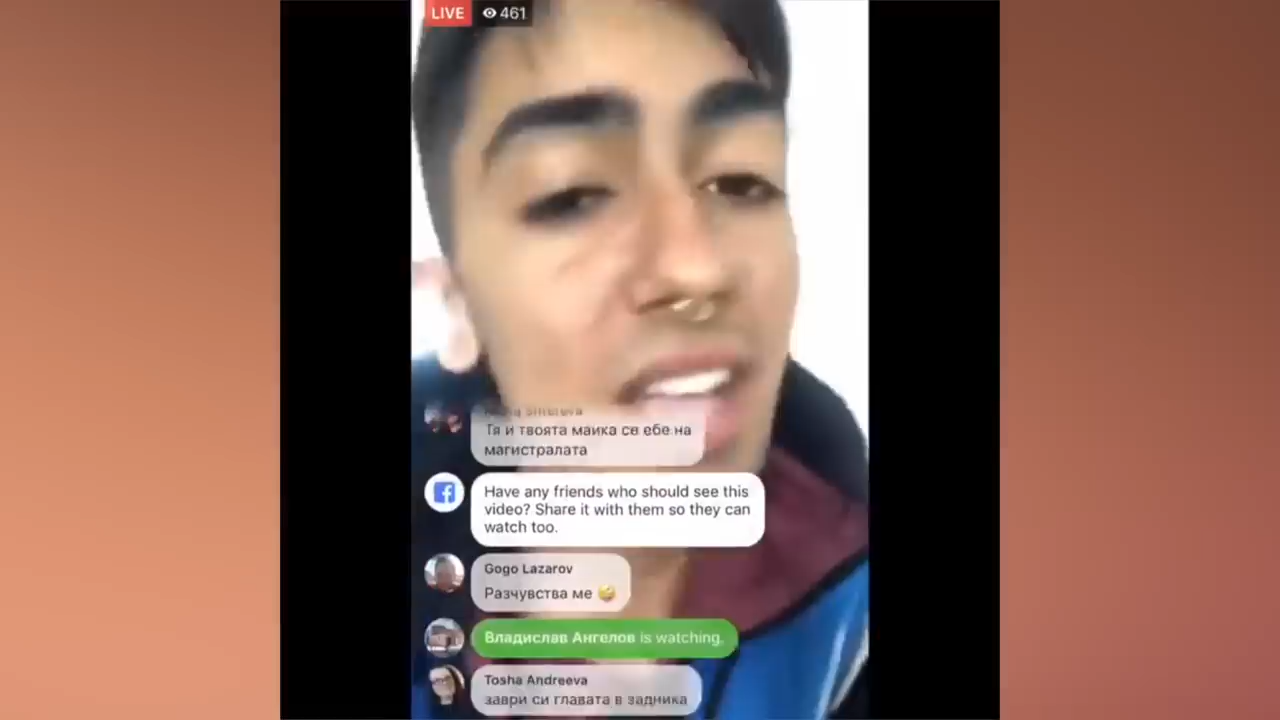 LIVE 461
Тя и твоята маика се ебе на
магистралата
Have any friends who should see this
video? Share it with them so they can
watch too.
Gogo Lazarov
Разчувства ме 🤣
Владислав Ангелов is watching.
Tosha Andreeva
заври си главата в задника